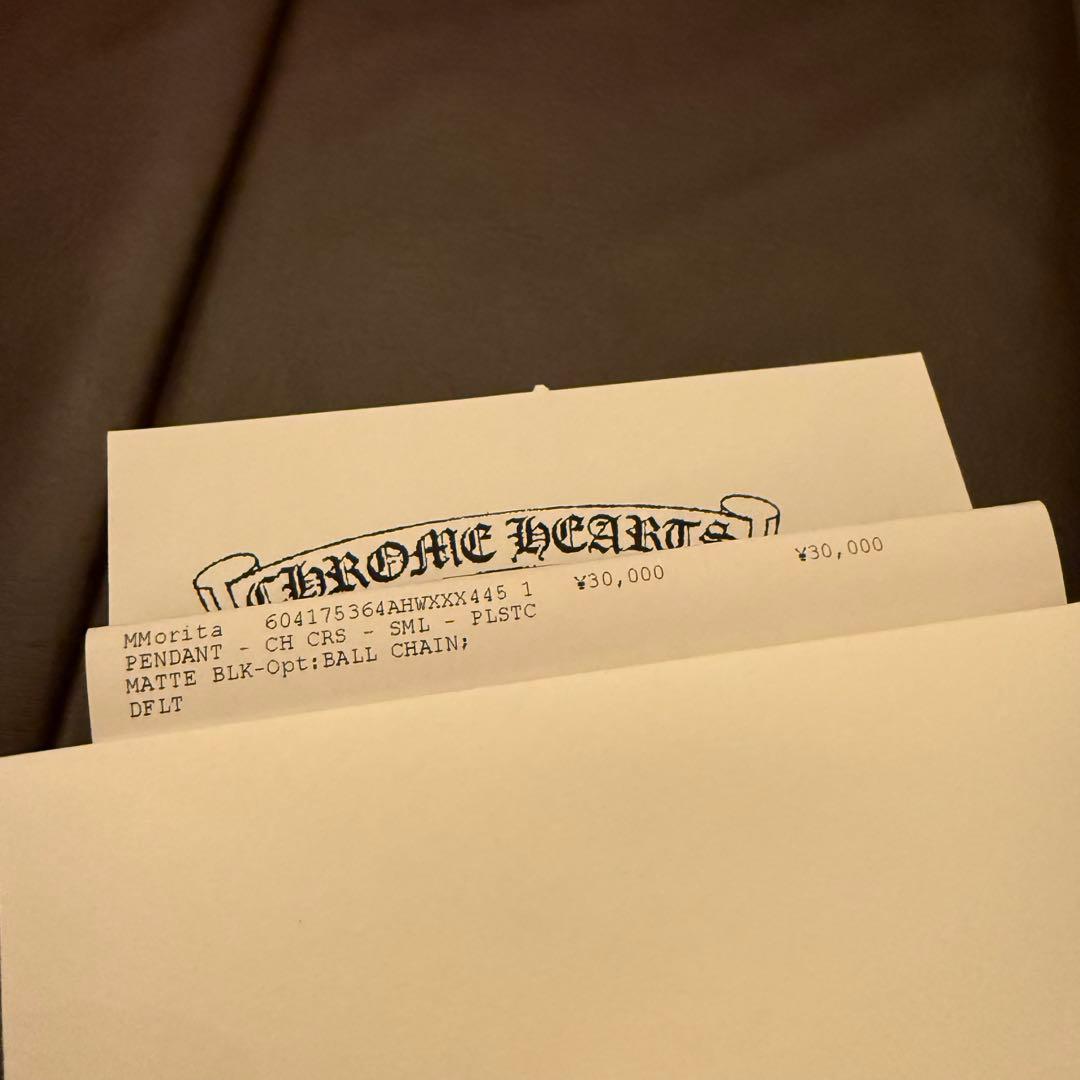 CHROME HEARTS
MMorita 604175364AHWXXX445 1 ¥30,000 ¥30,000
PENDANT - CH CRS - SML - PLSTC
MATTE BLK-Opt:BALL CHAIN;
DFLT